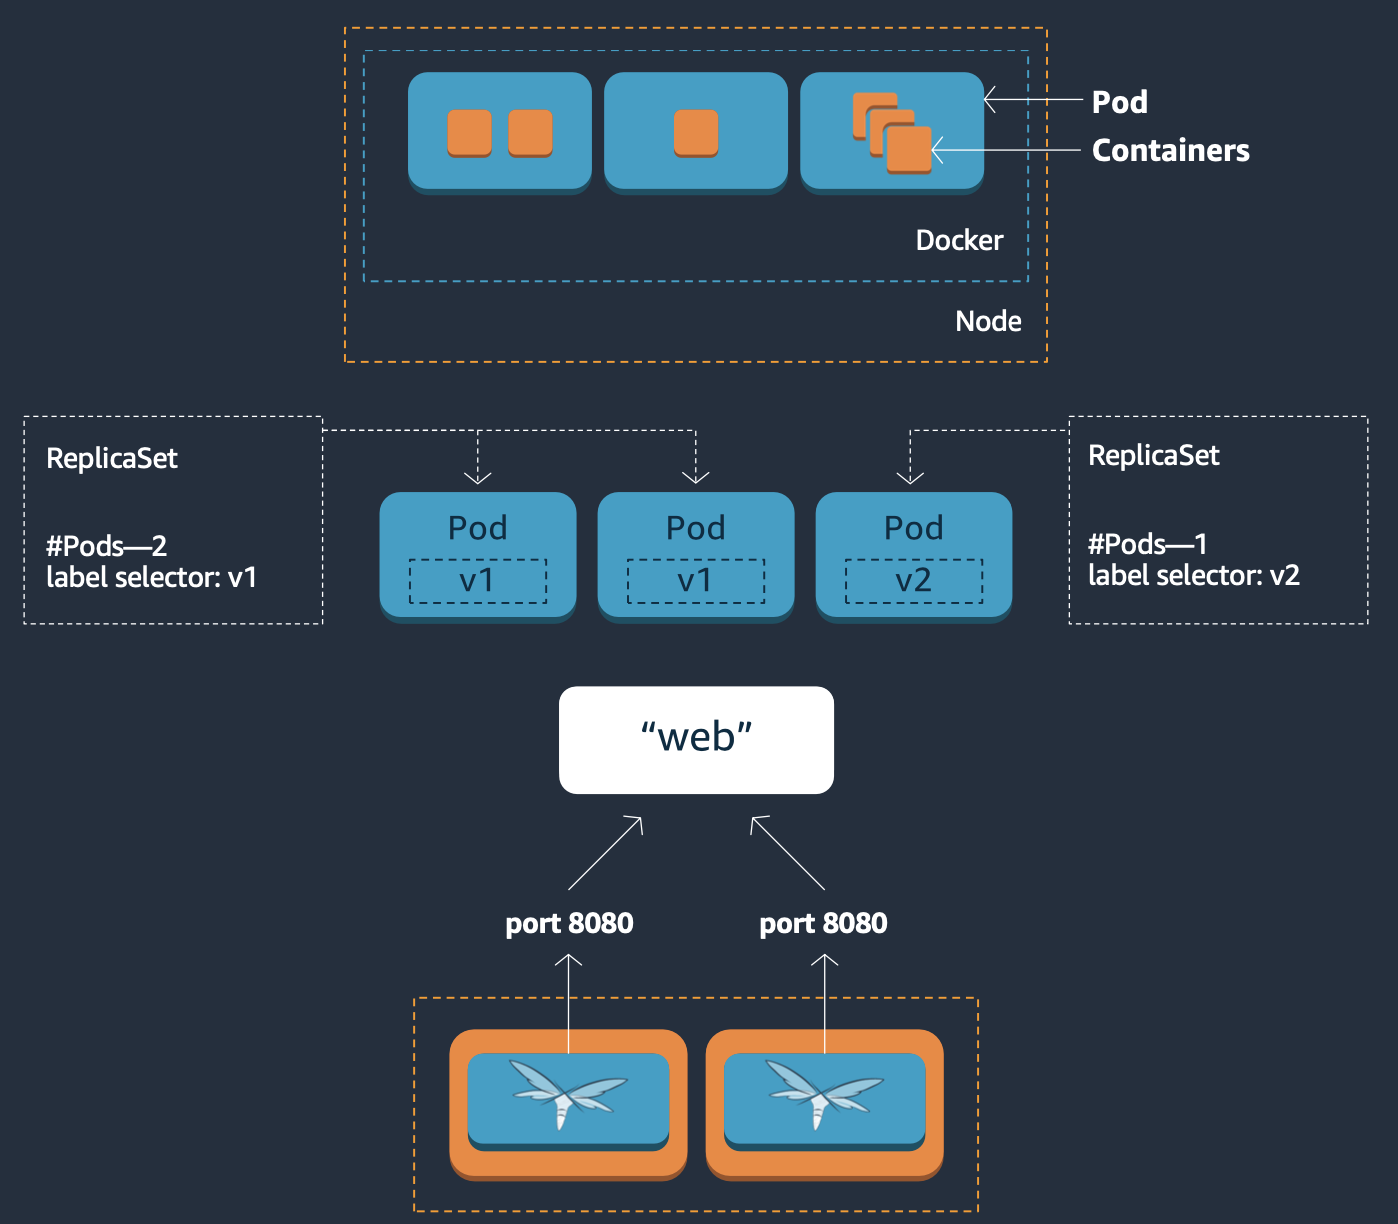 Pod
Containers
Docker
Node
ReplicaSet
#Pods—2
label selector: v1
Pod
v1
Pod
v1
Pod
v2
ReplicaSet
#Pods—1
label selector: v2
“web”
port 8080
port 8080